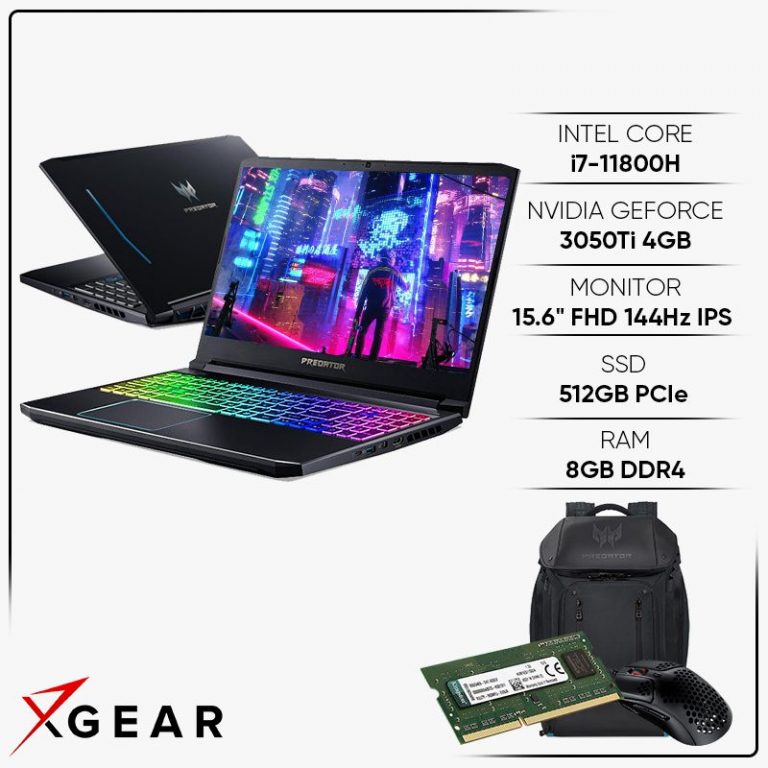 INTEL CORE
i7-11800H
NVIDIA GEFORCE
3050Ti 4GB
MONITOR
15.6" FHD 144Hz IPS
SSD
512GB PCIe
RAM
8GB DDR4
PREDATOR
PREDATOR
PREDATOR
Kingston
XGEAR